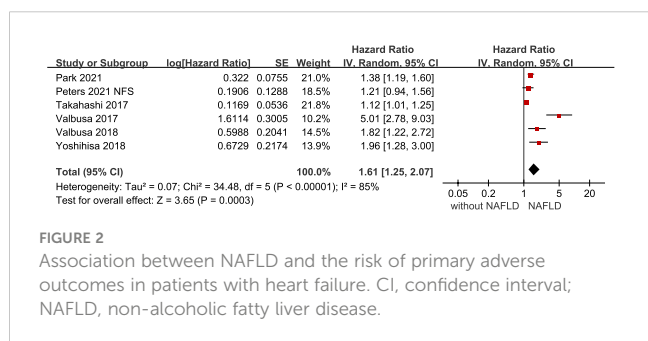 Hazard Ratio Hazard Ratio
Study or Subgroup log[Hazard Ratio] SE Weight IV, Random, 95% CI IV, Random, 95% CI
Park 2021 0.322 0.0755 21.0% 1.38 [1.19, 1.60]
Peters 2021 NFS 0.1906 0.1288 18.5% 1.21 [0.94, 1.56]
Takahashi 2017 0.1169 0.0536 21.8% 1.12 [1.01, 1.25]
Valbusa 2017 1.6114 0.3005 10.2% 5.01 [2.78, 9.03]
Valbusa 2018 0.5988 0.2041 14.5% 1.82 [1.22, 2.72]
Yoshihisa 2018 0.6729 0.2174 13.9% 1.96 [1.28, 3.00]
Total (95% CI) 100.0% 1.61 [1.25, 2.07]
Heterogeneity: Tau² = 0.07; Chi² = 34.48, df = 5 (P < 0.00001); I² = 85%
Test for overall effect: Z = 3.65 (P = 0.0003)
0.05 0.2 1 5 20
without NAFLD NAFLD
FIGURE 2
Association between NAFLD and the risk of primary adverse
outcomes in patients with heart failure. CI, confidence interval;
NAFLD, non-alcoholic fatty liver disease.